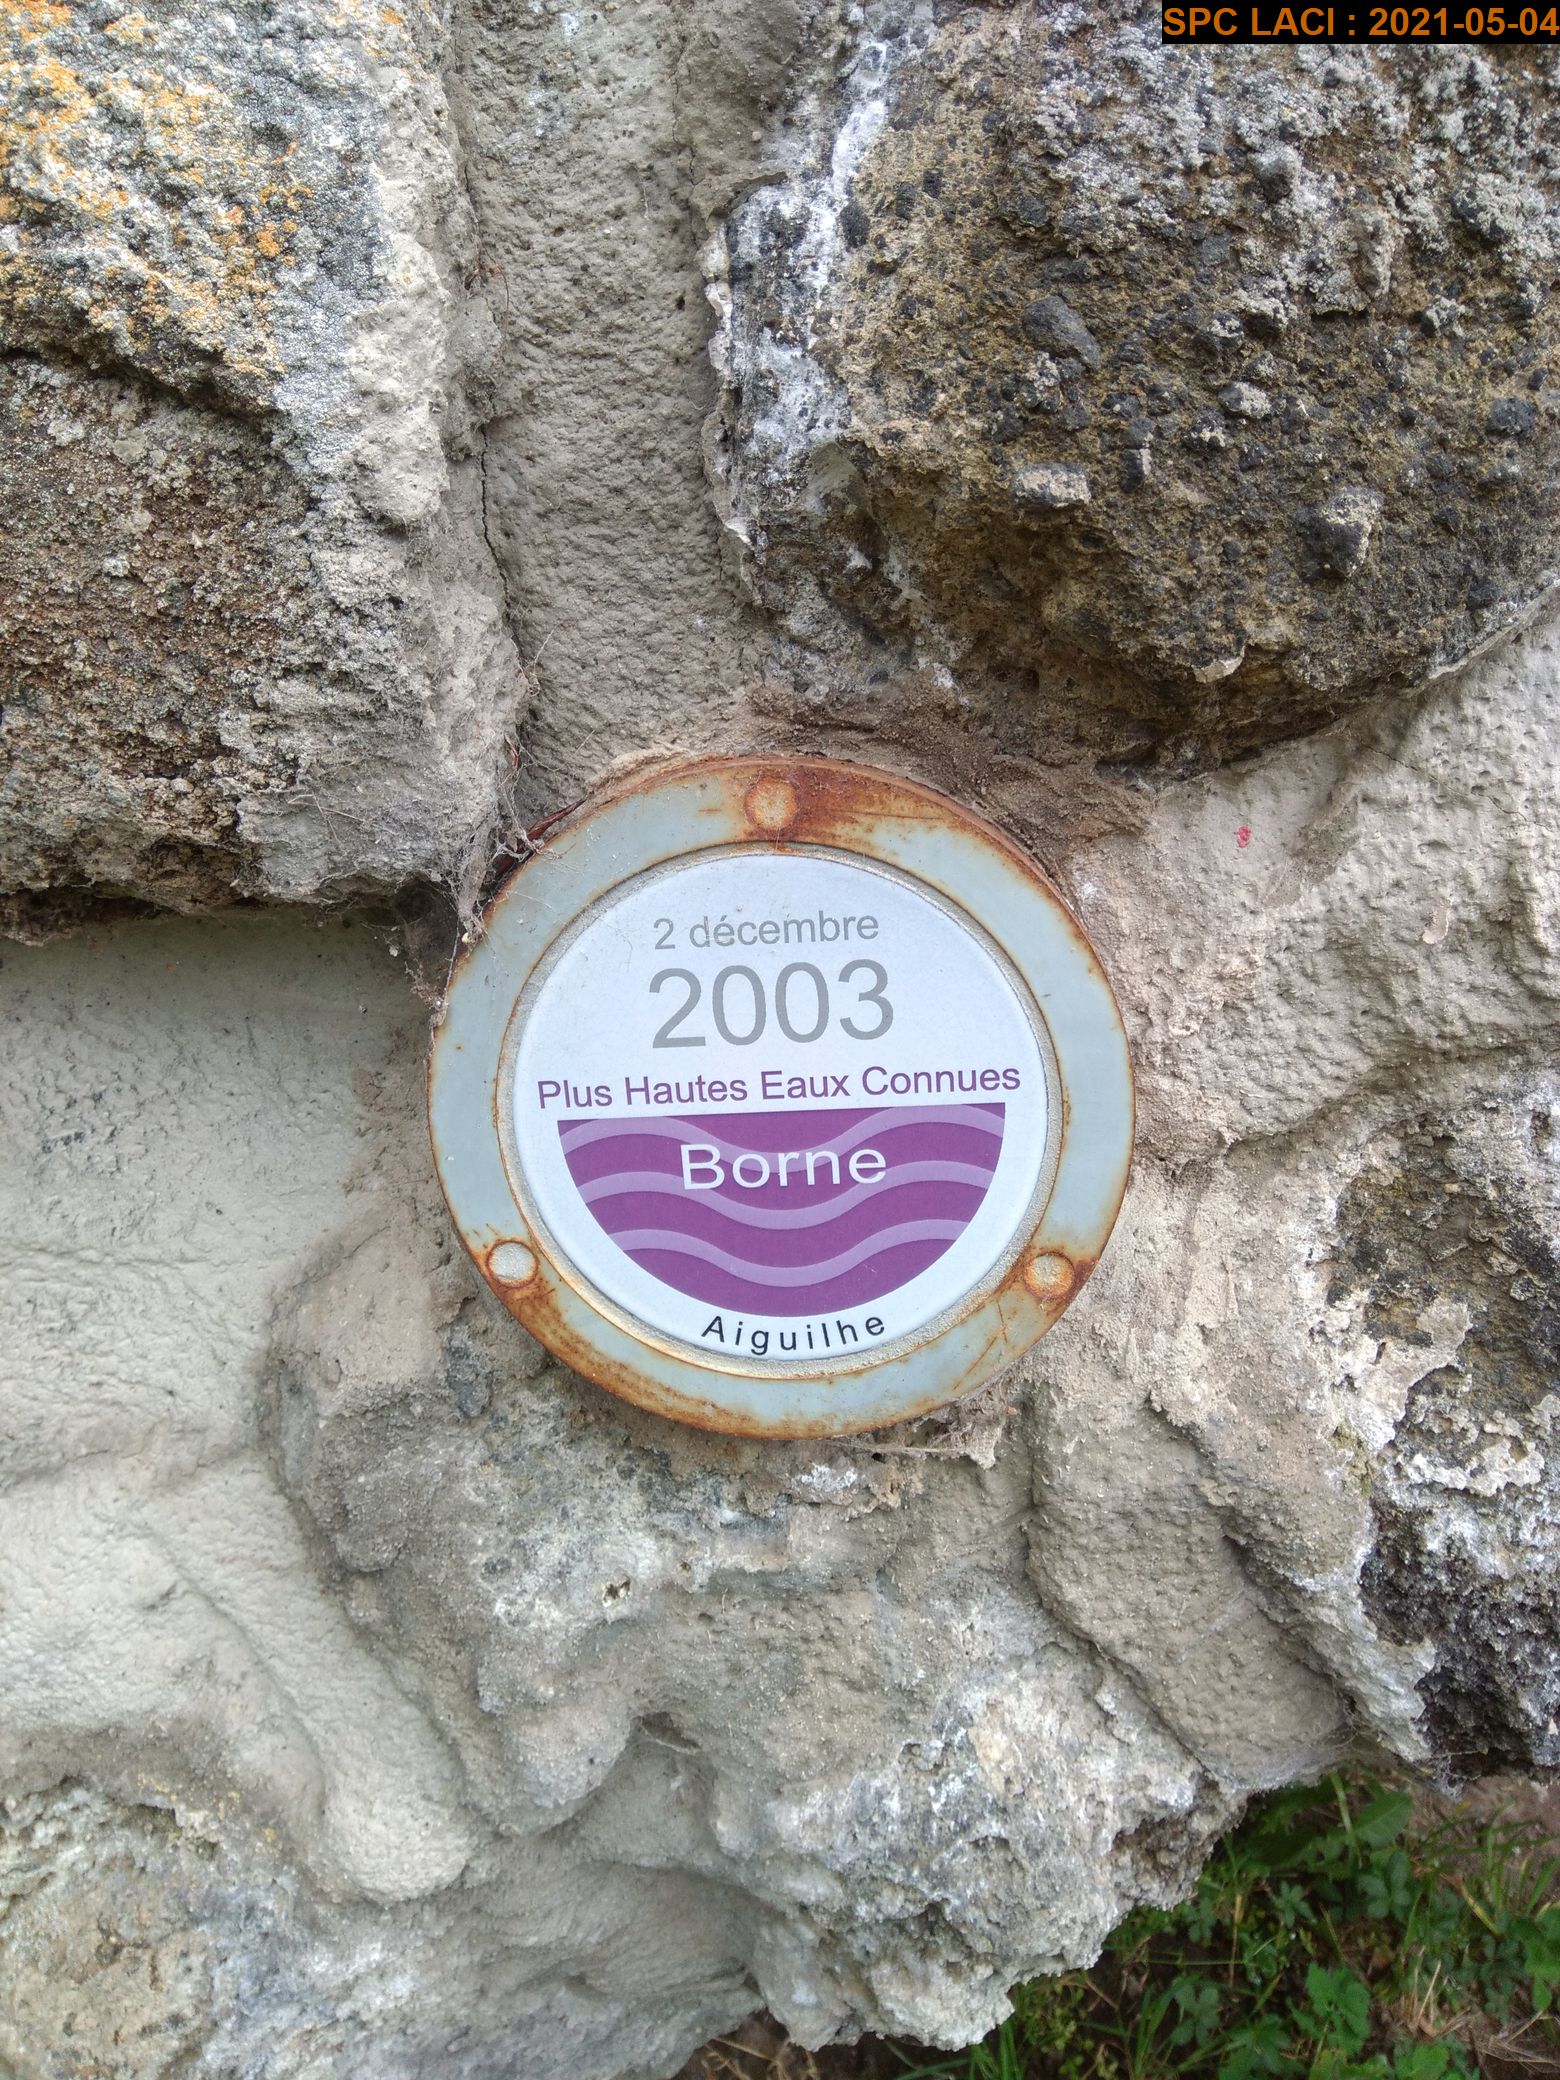 SPC LACI : 2021-05-04
2 décembre
2003
Plus Hautes Eaux Connues
Borne
Aiguilhe